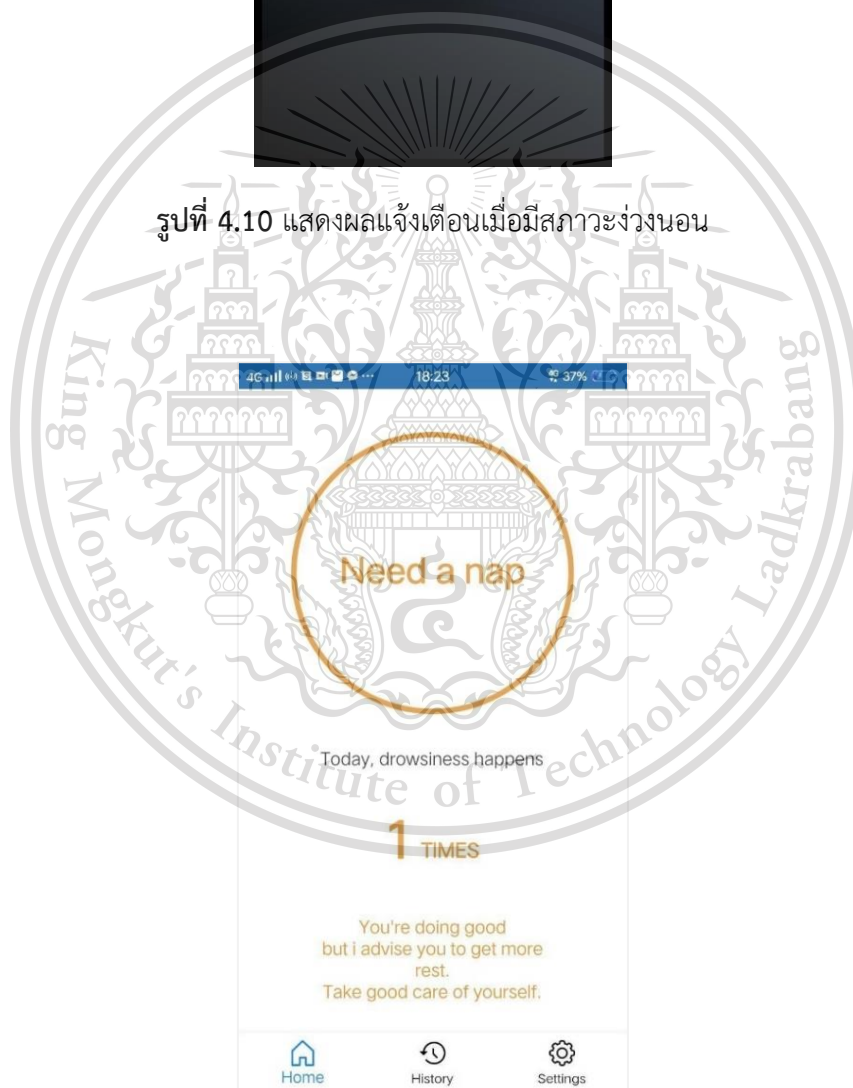 รูปที่ 4.10 แสดงผลแจ้งเตือนเมื่อมีสภาวะง่วงนอน
4G 18:23 37%
Need a nap
Today, drowsiness happens
1 TIMES
You're doing good
but i advise you to get more
rest.
Take good care of yourself.
Home History Settings
King Mongkut's Institute of Technology Ladkrabang